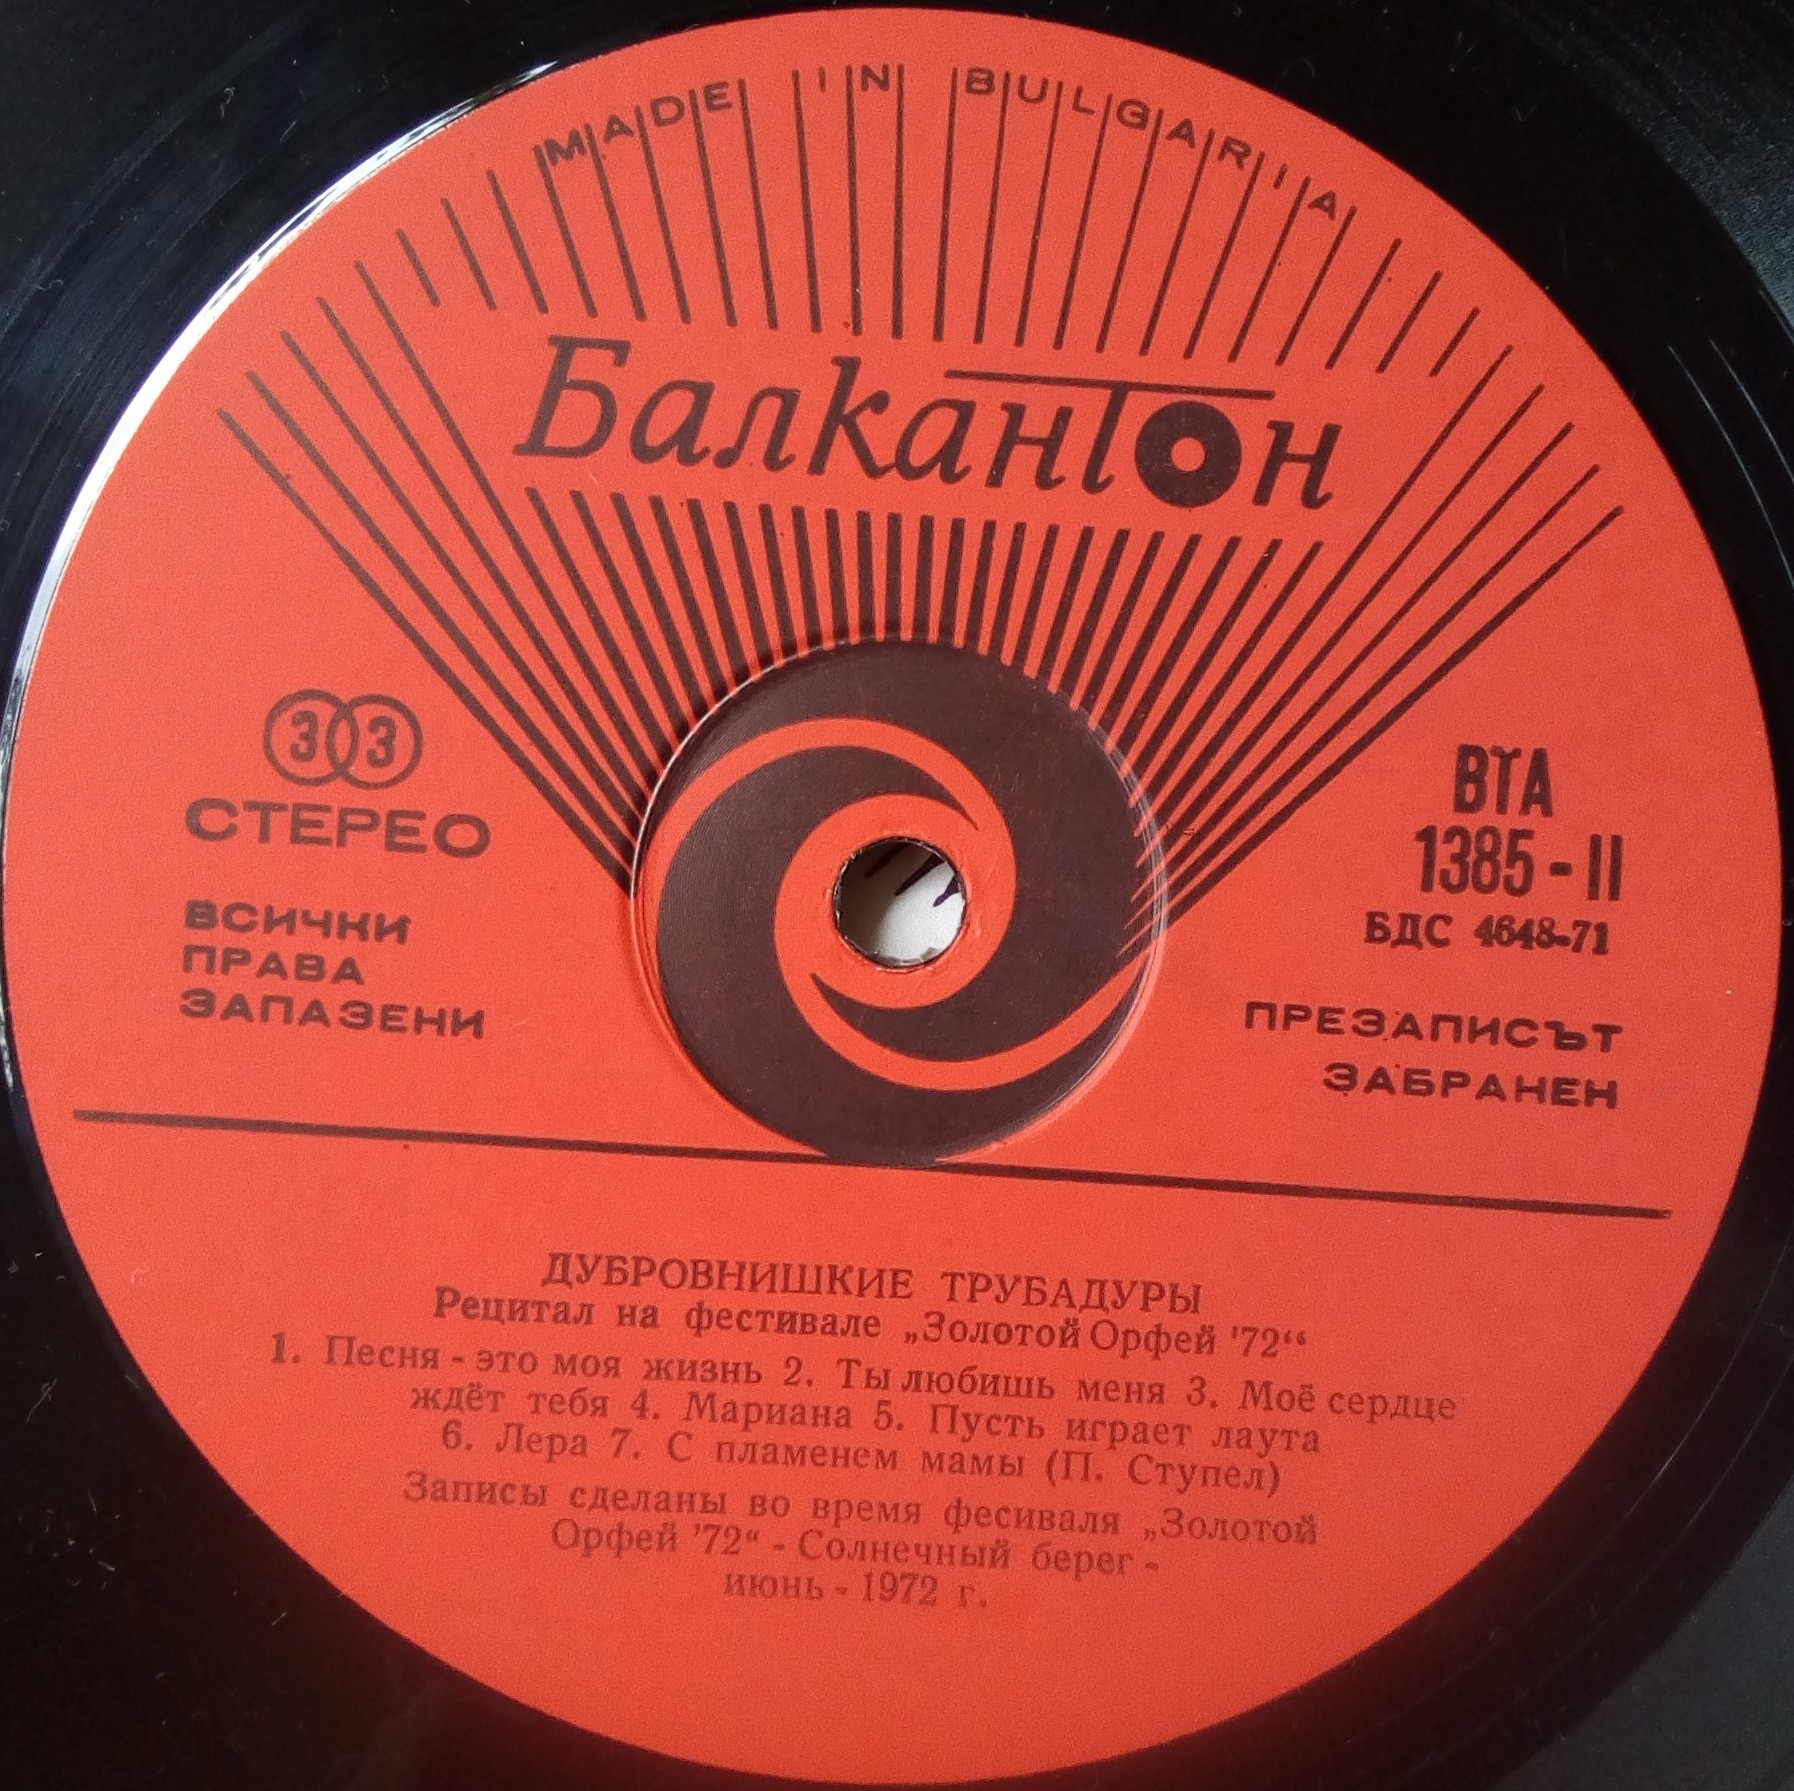 MADE IN BULGARIA
Балкантон
33
СТЕРЕО
ВСИЧКИ
ПРАВА
ЗАПАЗЕНИ
ВТА
1385-II
БДС 4648-71
ПРЕЗАПИСЪТ
ЗАБРАНЕН
ДУБРОВНИШКИЕ ТРУБАДУРЫ
Рецитал на фестивале „Золотой Орфей '72“
1. Песня - это моя жизнь 2. Ты любишь меня 3. Моё сердце
ждёт тебя 4. Мариана 5. Пусть играет лаута
6. Лера 7. С пламенем мамы (П. Ступел)
Записы сделаны во время фесиваля „Золотой
Орфей '72“ - Солнечный берег -
июнь - 1972 г.